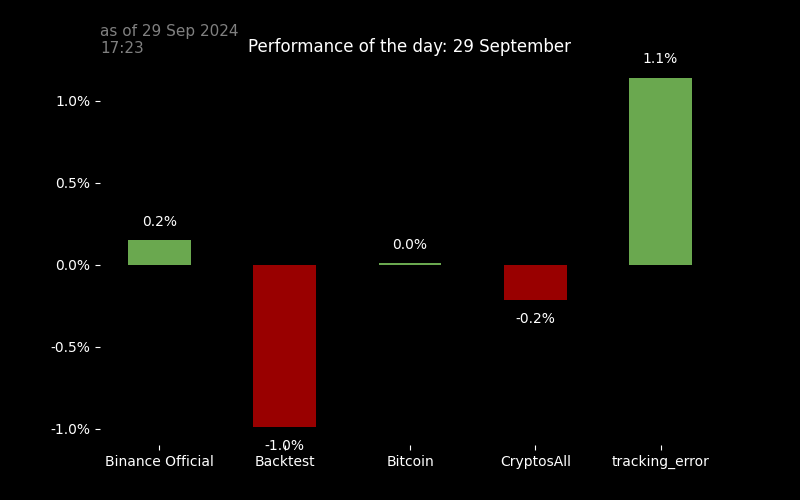 as of 29 Sep 2024
17:23
Performance of the day: 29 September
1.1%
1.0%
0.5%
0.2%
0.0%
0.0%
-0.2%
-0.5%
-1.0%
-1.0%
Binance Official
Backtest
Bitcoin
CryptosAll
tracking_error